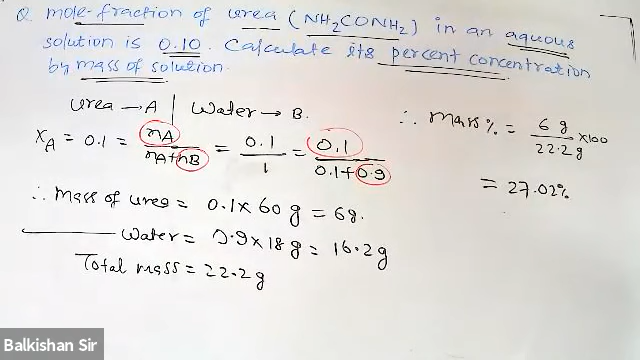 Q mole-fraction of urea (NH2CONH2) in an aquous
solution is 0.10. Calculate its percent concentration
by mass of solution.
Urea → A | Water → B.
XA = 0.1 = nA / nA+nB = 0.1 / 1 = 0.1 / 0.1+0.9
∴ Mass of urea = 0.1 x 60 g = 6g.
Water = 0.9 x 18 g = 16.2 g
Total mass = 22.2 g
∴ Mass % = 6 g / 22.2 g x100
= 27.02%
Balkishan Sir